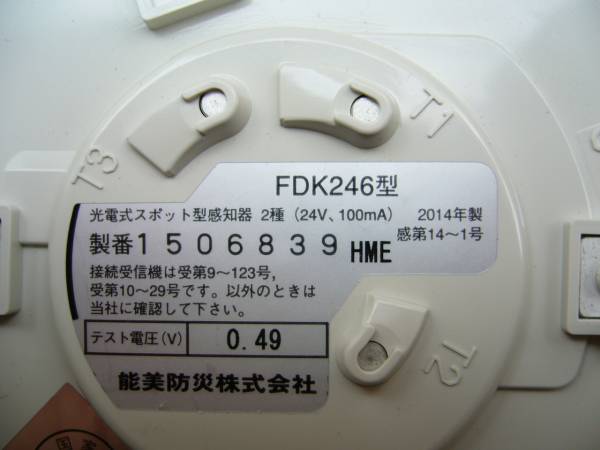 T3
T1
FDK246型
光電式スポット型感知器 2種（24V、100mA） 2014年製
製番1506839 HME 感第14〜1号
接続受信機は受第9〜123号,
受第10〜29号です。以外のときは
当社に確認して下さい。
テスト電圧(V) 0.49
T2
能美防災株式会社
国